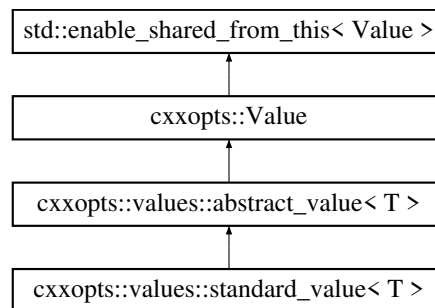 std::enable_shared_from_this< Value >
cxxopts::Value
cxxopts::values::abstract_value< T >
cxxopts::values::standard_value< T >